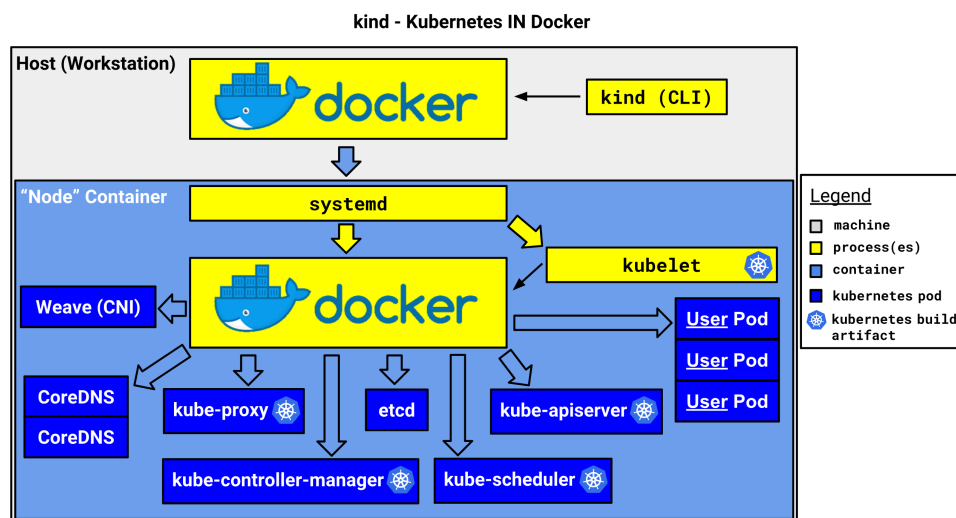 kind - Kubernetes IN Docker
Host (Workstation)
docker
kind (CLI)
“Node” Container
systemd
kubelet
docker
Weave (CNI)
User Pod
User Pod
User Pod
CoreDNS
CoreDNS
kube-proxy
etcd
kube-apiserver
kube-controller-manager
kube-scheduler
Legend
machine
process(es)
container
kubernetes pod
kubernetes build
artifact